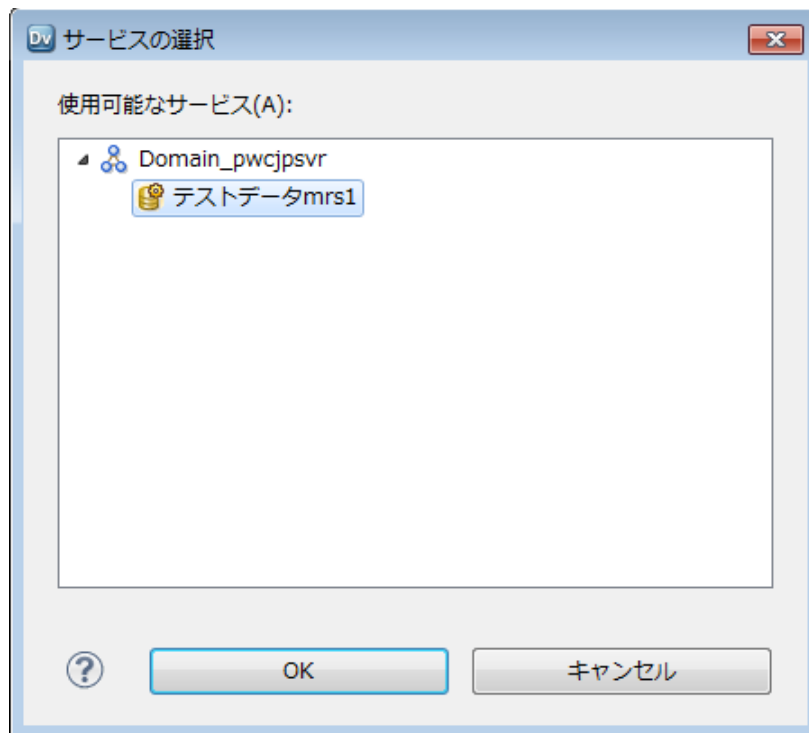 Dv サービスの選択
使用可能なサービス(A):
Domain_pwcjpsvr
テストデータmrs1
? OK キャンセル